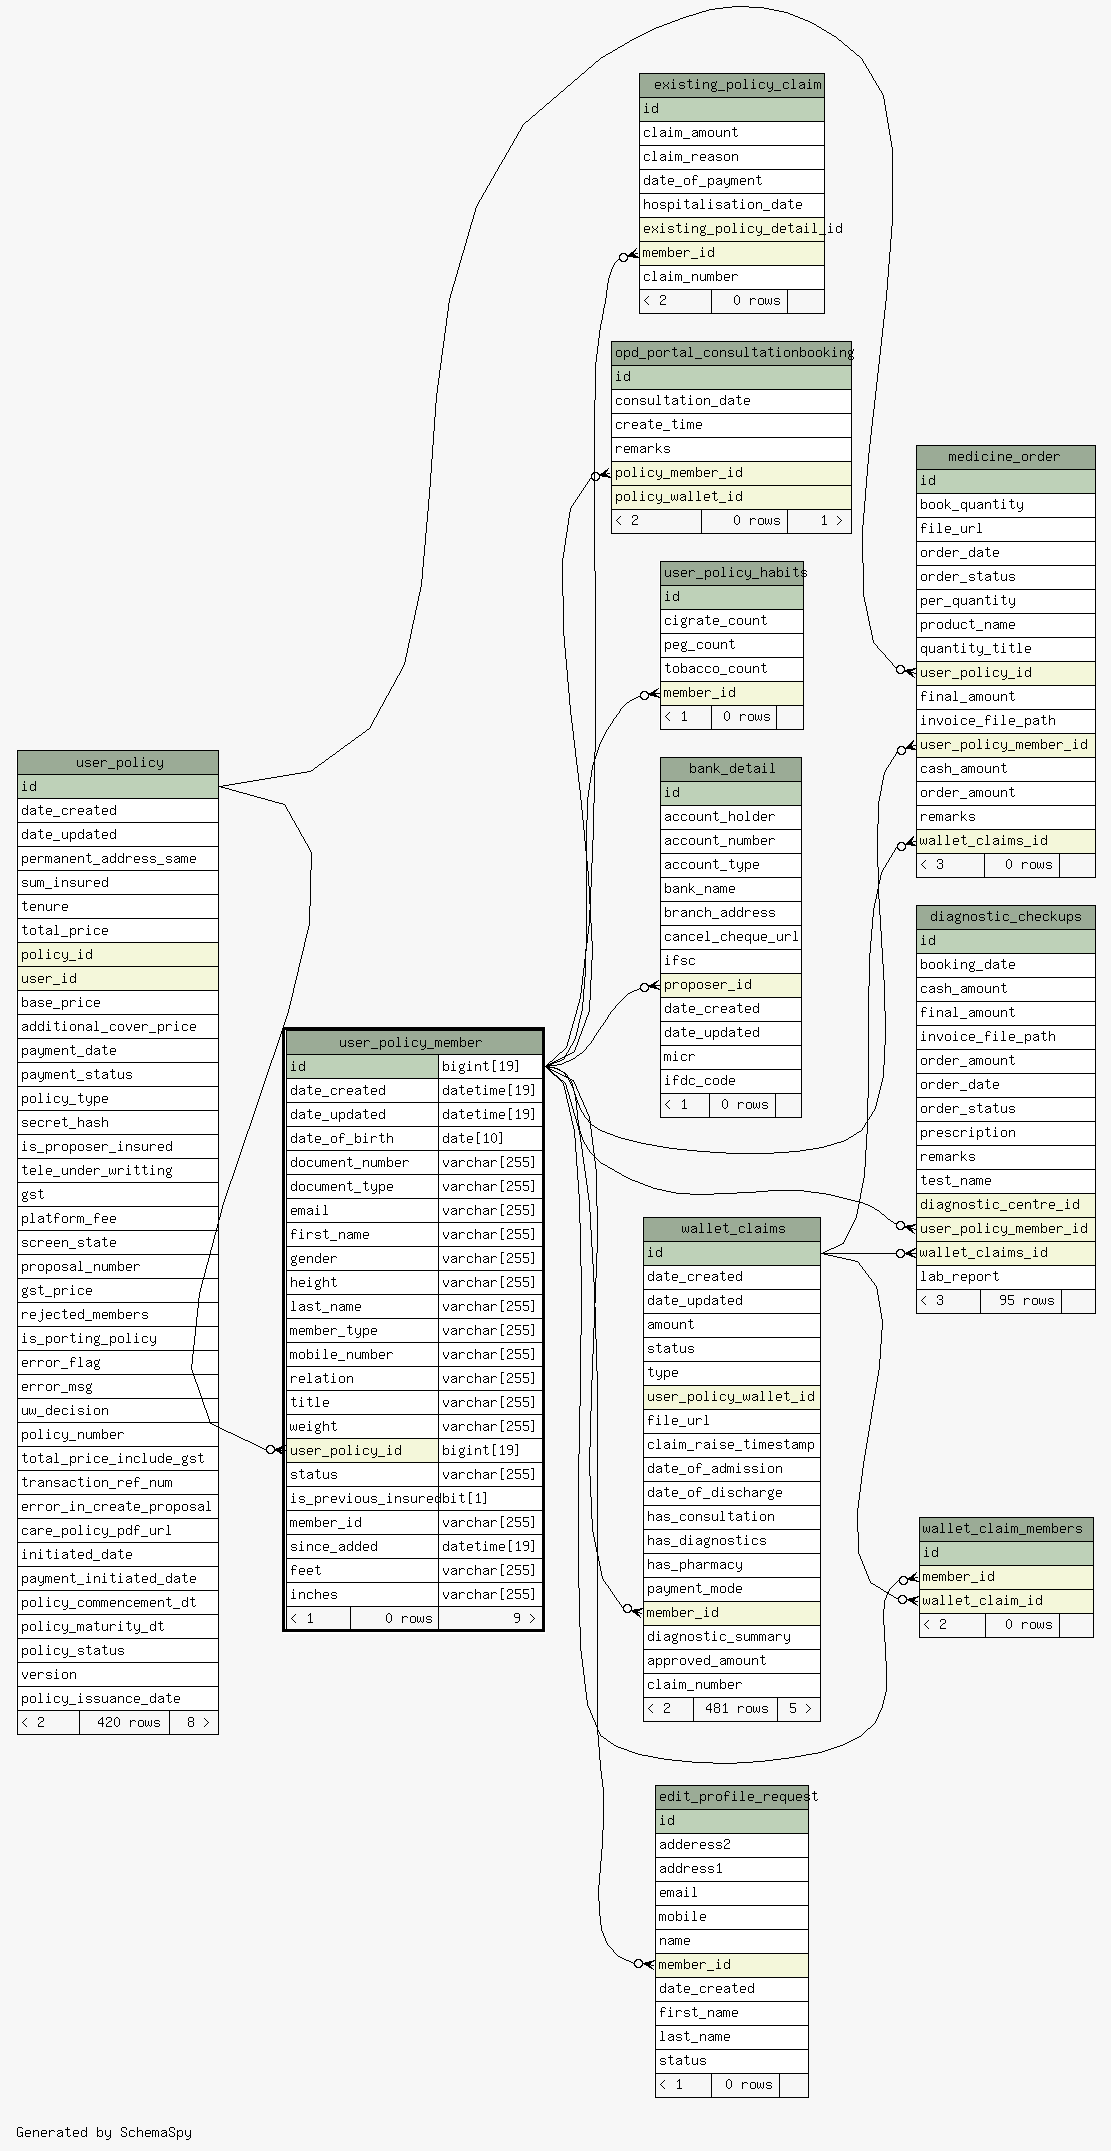 existing_policy_claim
id
claim_amount
claim_reason
date_of_payment
hospitalisation_date
existing_policy_detail_id
member_id
claim_number
< 2 0 rows
opd_portal_consultationbooking
id
consultation_date
create_time
remarks
policy_member_id
policy_wallet_id
< 2 0 rows 1 >
user_policy_habits
id
cigrate_count
peg_count
tobacco_count
member_id
< 1 0 rows
bank_detail
id
account_holder
account_number
account_type
bank_name
branch_address
cancel_cheque_url
ifsc
proposer_id
date_created
date_updated
micr
ifdc_code
< 1 0 rows
medicine_order
id
book_quantity
file_url
order_date
order_status
per_quantity
product_name
quantity_title
user_policy_id
final_amount
invoice_file_path
user_policy_member_id
cash_amount
order_amount
remarks
wallet_claims_id
< 3 0 rows
diagnostic_checkups
id
booking_date
cash_amount
final_amount
invoice_file_path
order_amount
order_date
order_status
prescription
remarks
test_name
diagnostic_centre_id
user_policy_member_id
wallet_claims_id
lab_report
< 3 95 rows
user_policy
id
date_created
date_updated
permanent_address_same
sum_insured
tenure
total_price
policy_id
user_id
base_price
additional_cover_price
payment_date
payment_status
policy_type
secret_hash
is_proposer_insured
tele_under_writting
gst
platform_fee
screen_state
proposal_number
gst_price
rejected_members
is_porting_policy
error_flag
error_msg
uw_decision
policy_number
total_price_include_gst
transaction_ref_num
error_in_create_proposal
care_policy_pdf_url
initiated_date
payment_initiated_date
policy_commencement_dt
policy_maturity_dt
policy_status
version
policy_issuance_date
< 2 420 rows 8 >
user_policy_member
id bigint[19]
date_created datetime[19]
date_updated datetime[19]
date_of_birth date[10]
document_number varchar[255]
document_type varchar[255]
email varchar[255]
first_name varchar[255]
gender varchar[255]
height varchar[255]
last_name varchar[255]
member_type varchar[255]
mobile_number varchar[255]
relation varchar[255]
title varchar[255]
weight varchar[255]
user_policy_id bigint[19]
status varchar[255]
is_previous_insured bit[1]
member_id varchar[255]
since_added datetime[19]
feet varchar[255]
inches varchar[255]
< 1 0 rows 9 >
wallet_claims
id
date_created
date_updated
amount
status
type
user_policy_wallet_id
file_url
claim_raise_timestamp
date_of_admission
date_of_discharge
has_consultation
has_diagnostics
has_pharmacy
payment_mode
member_id
diagnostic_summary
approved_amount
claim_number
< 2 481 rows 5 >
wallet_claim_members
id
member_id
wallet_claim_id
< 2 0 rows
edit_profile_request
id
adderess2
address1
email
mobile
name
member_id
date_created
first_name
last_name
status
< 1 0 rows
Generated by SchemaSpy